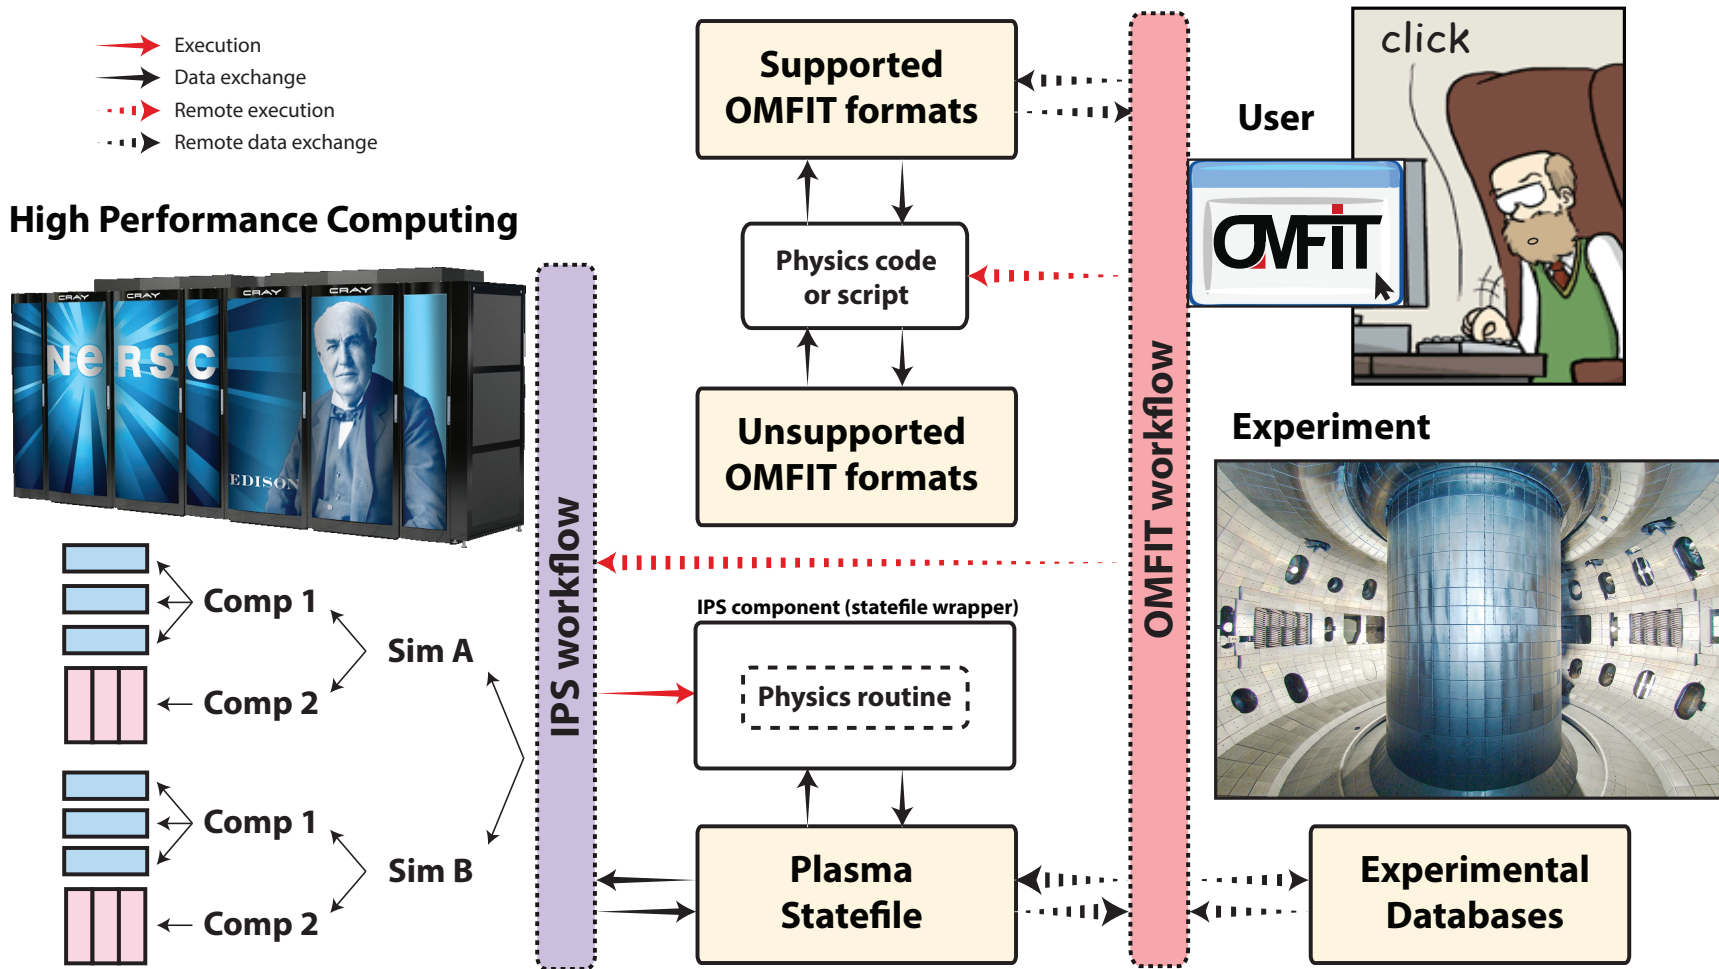 Execution
Data exchange
Remote execution
Remote data exchange
High Performance Computing
CRAY
CRAY
CRAY
CRAY
NeRSC
EDISON
Comp 1
Comp 2
Sim A
Comp 1
Comp 2
Sim B
IPS workflow
Supported
OMFIT formats
Physics code
or script
Unsupported
OMFIT formats
IPS component (statefile wrapper)
Physics routine
Plasma
Statefile
OMFIT workflow
User
click
OMFiT
Experiment
Experimental
Databases